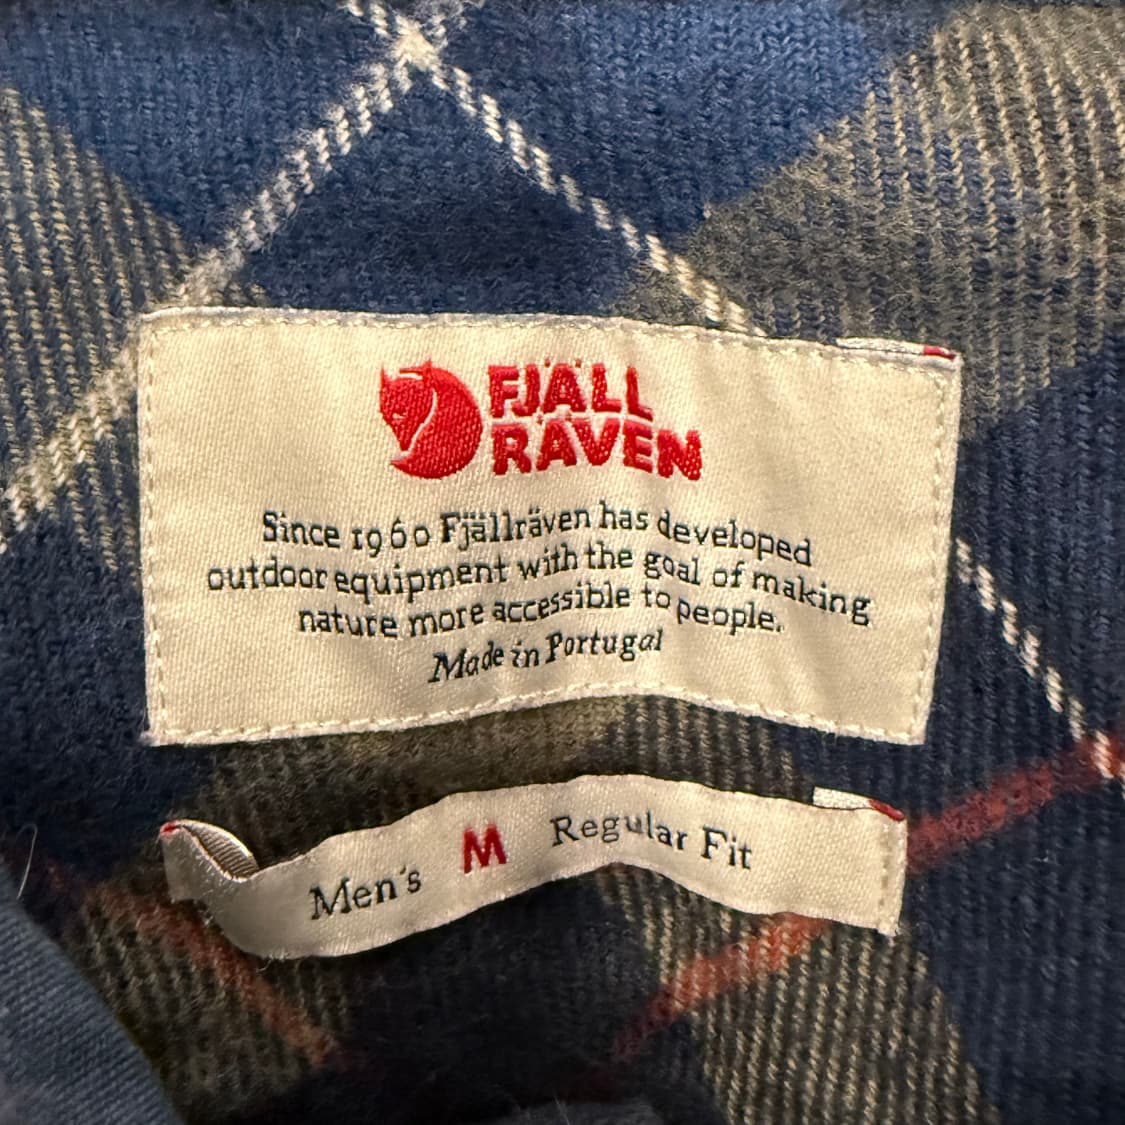 FJÄLL
RÄVEN
Since 1960 Fjällräven has developed
outdoor equipment with the goal of making
nature more accessible to people.
Made in Portugal
Men's M Regular Fit